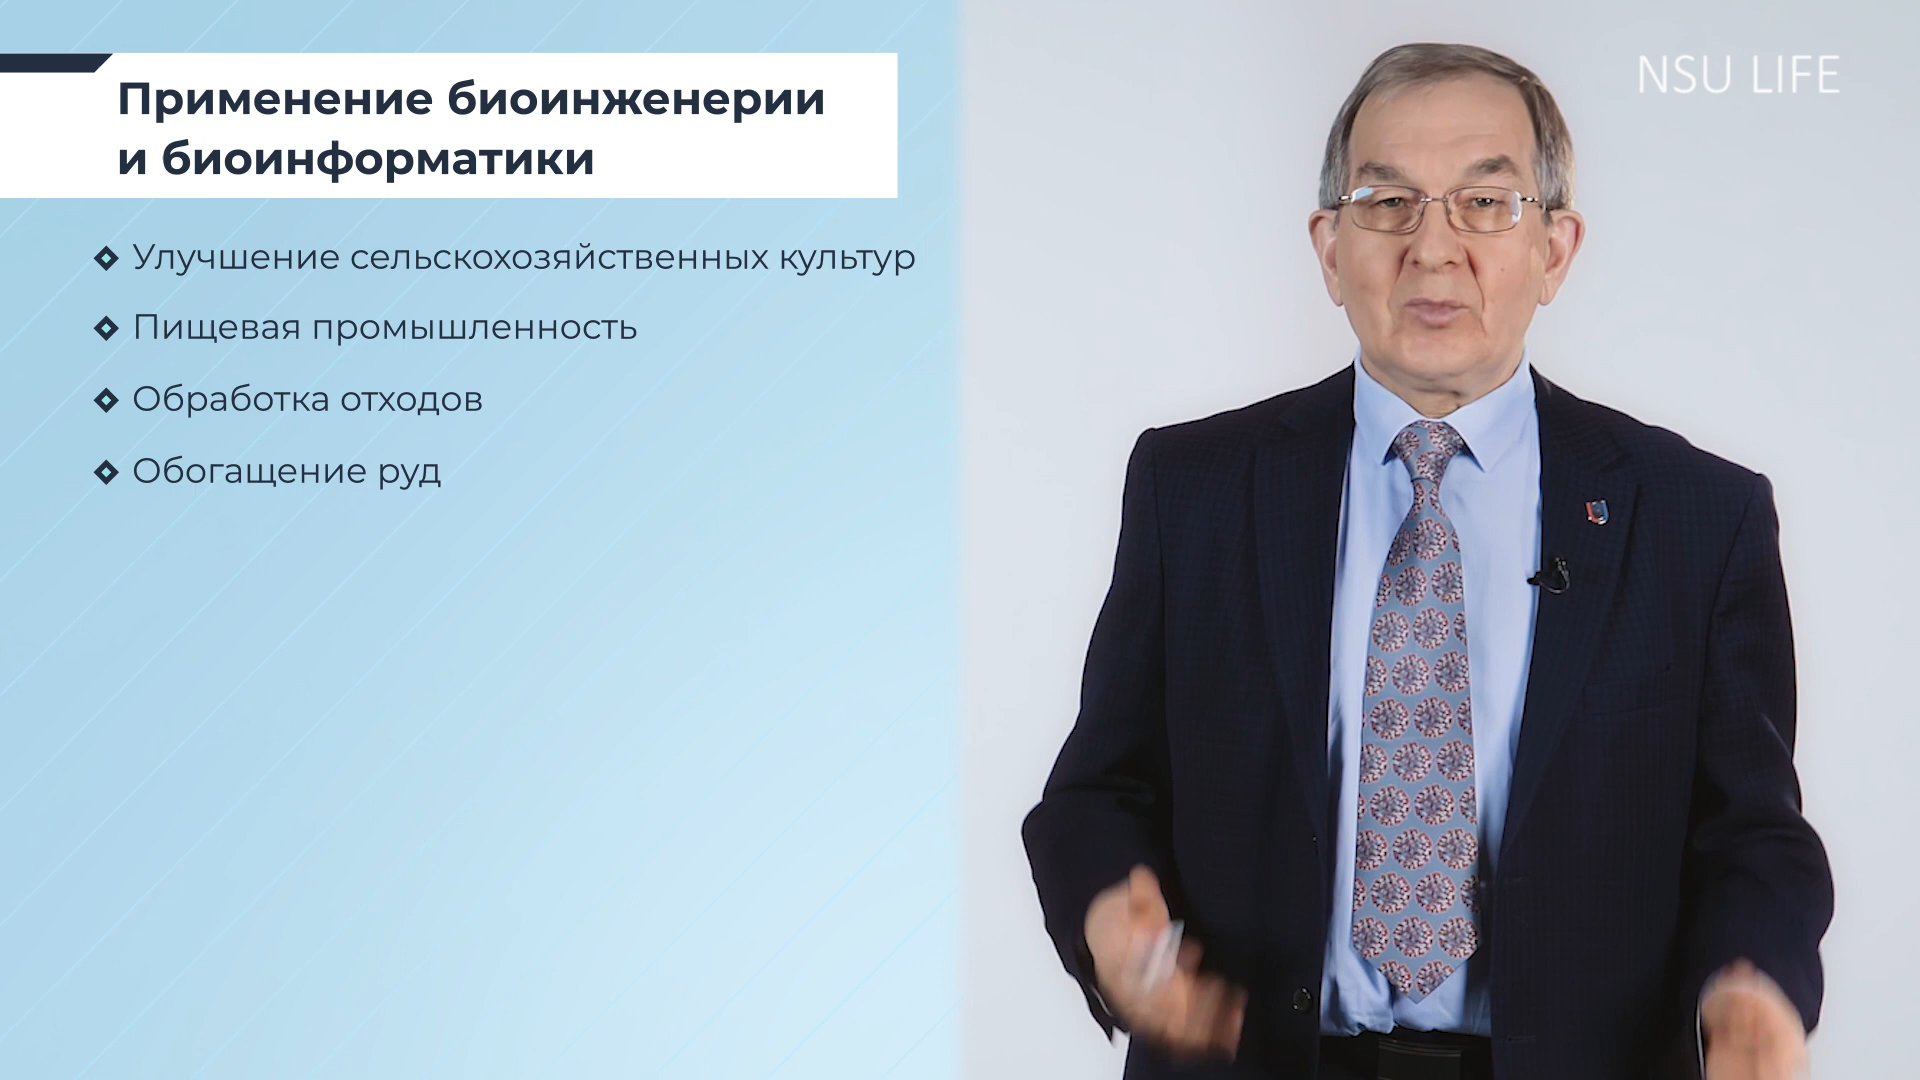 Применение биоинженерии
и биоинформатики
Улучшение сельскохозяйственных культур
Пищевая промышленность
Обработка отходов
Обогащение руд
NSU LIFE